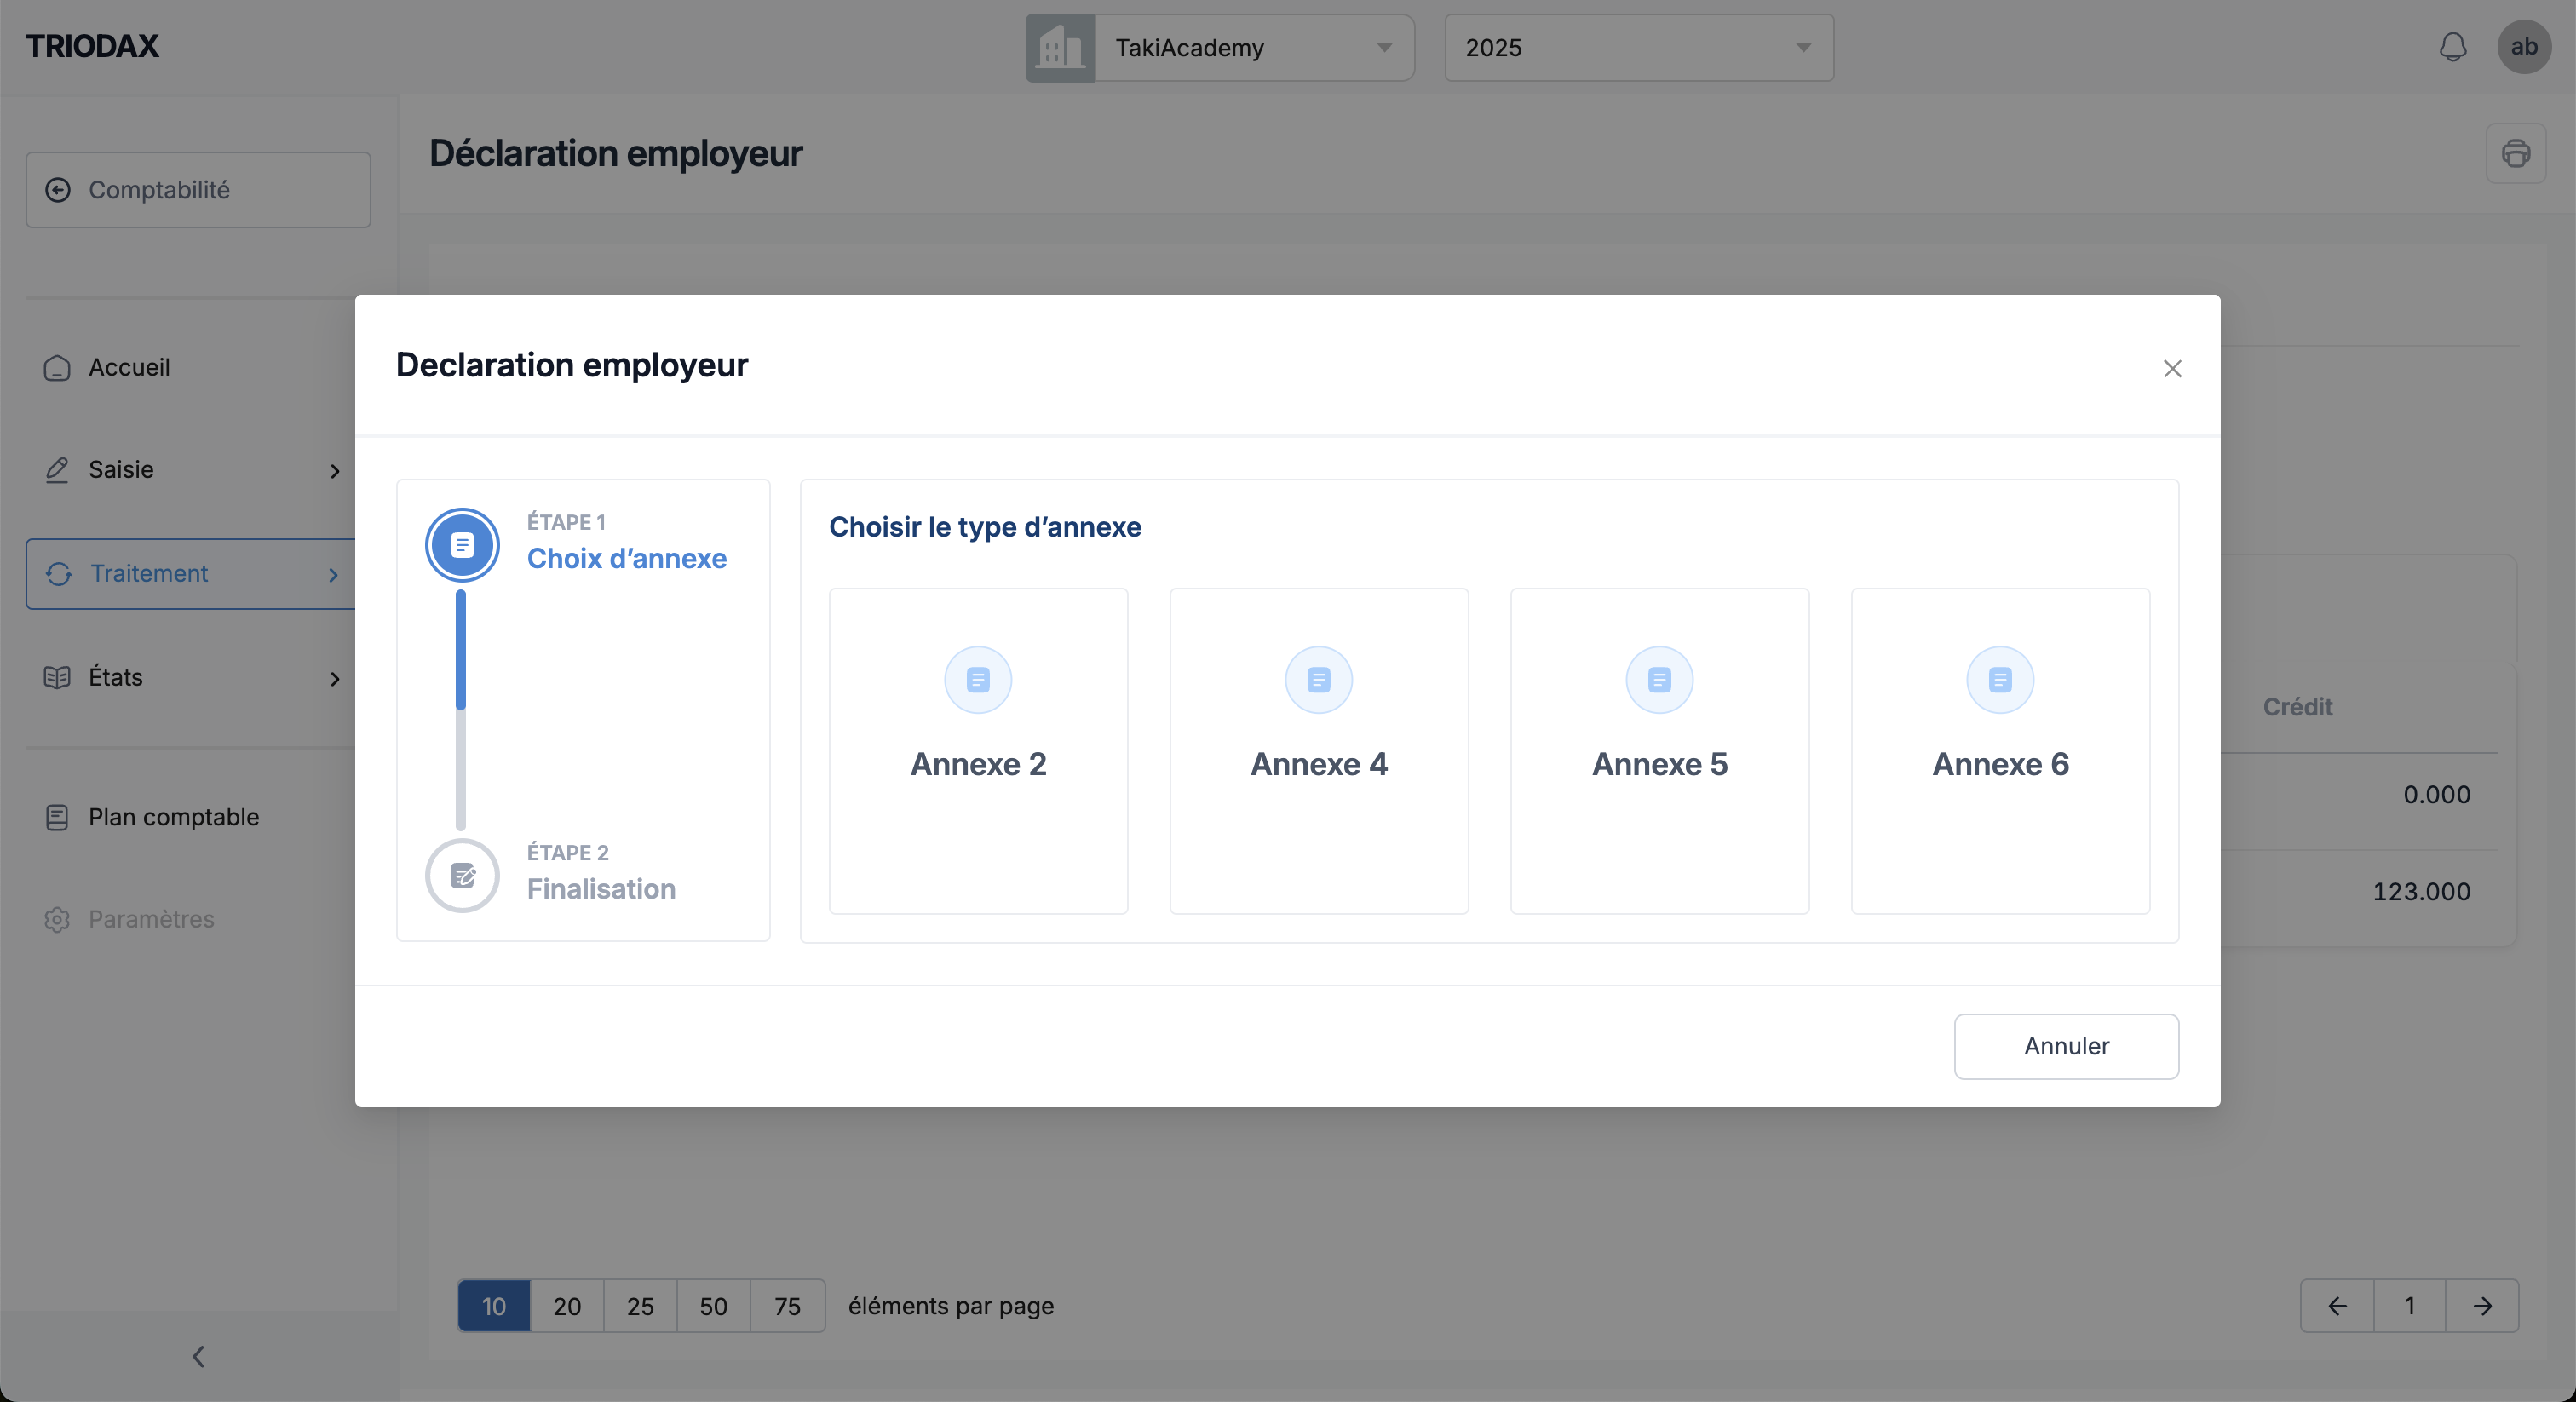 TRIODAX
TakiAcademy
2025
ab
Comptabilité
Déclaration employeur
Accueil
Saisie
Traitement
États
Plan comptable
Paramètres
Declaration employeur
ÉTAPE 1
Choix d’annexe
ÉTAPE 2
Finalisation
Choisir le type d’annexe
Annexe 2
Annexe 4
Annexe 5
Annexe 6
Annuler
Crédit
0.000
123.000
10 20 25 50 75 éléments par page
1